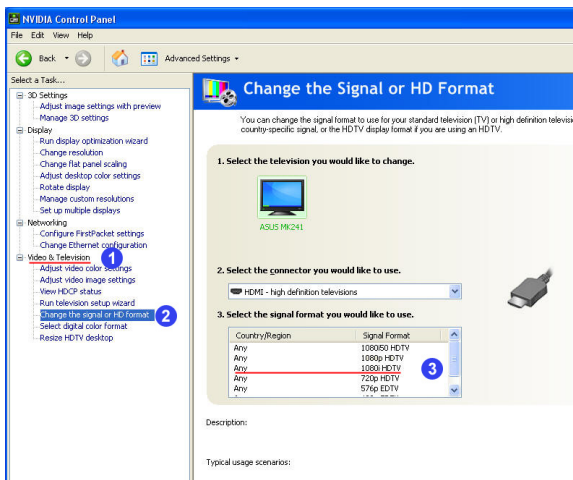 NVIDIA Control Panel
File Edit View Help
Back
Advanced Settings
Select a Task...
3D Settings
Adjust image settings with preview
Manage 3D settings
Display
Run display optimization wizard
Change resolution
Change flat panel scaling
Adjust desktop color settings
Rotate display
Manage custom resolutions
Set up multiple displays
Networking
Configure FirstPacket settings
Change Ethernet configuration
Video & Television
1
Adjust video color settings
Adjust video image settings
View HDCP status
Run television setup wizard
Change the signal or HD format
2
Select digital color format
Resize HDTV desktop
Change the Signal or HD Format
You can change the signal format to use for your standard television (TV) or high definition
country-specific signal, or the HDTV display format if you are using an HDTV.
1. Select the television you would like to change.
ASUS MK241
2. Select the connector you would like to use.
HDMI - high definition televisions
3. Select the signal format you would like to use.
Country/Region Signal Format
Any 1080i50 HDTV
Any 1080p HDTV
Any 1080i HDTV
3
Any 720p HDTV
Any 576p EDTV
Description:
Typical usage scenarios: